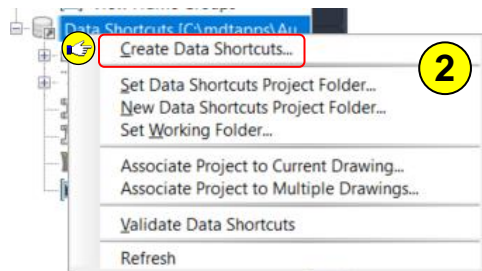 Data Shortcuts [C:\mdtapps\Au
Create Data Shortcuts...
2
Set Data Shortcuts Project Folder...
New Data Shortcuts Project Folder...
Set Working Folder...
Associate Project to Current Drawing...
Associate Project to Multiple Drawings...
Validate Data Shortcuts
Refresh